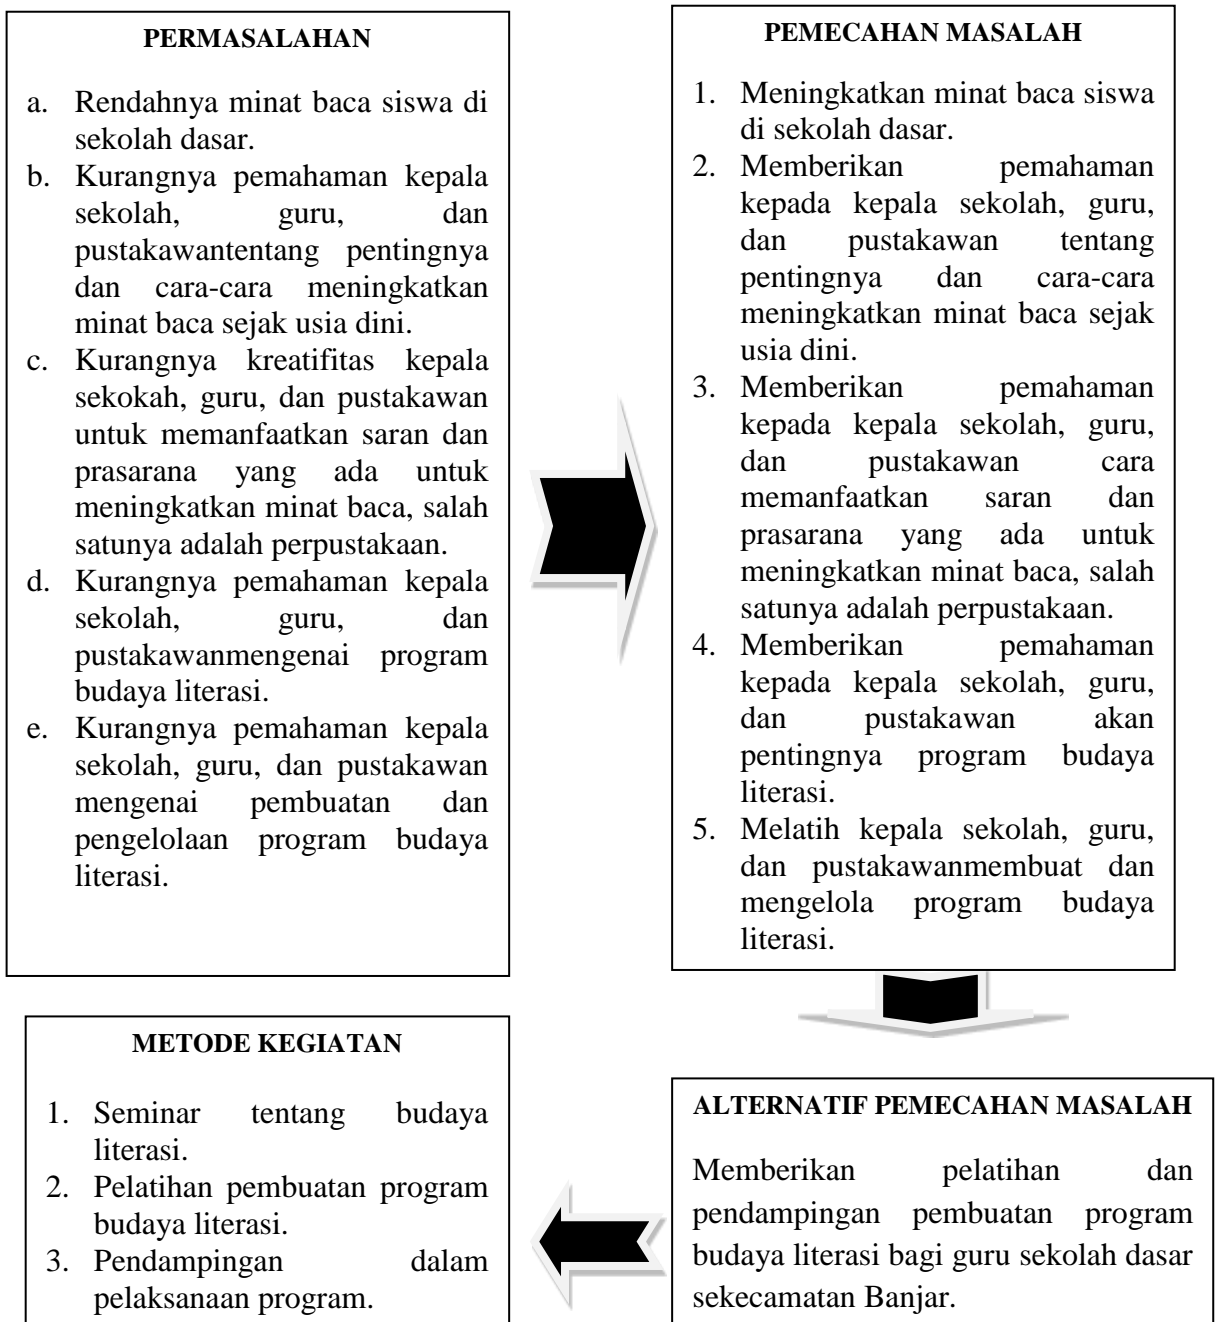 PERMASALAHAN
a. Rendahnya minat baca siswa di
sekolah dasar.
b. Kurangnya pemahaman kepala
sekolah, guru, dan
pustakawantentang pentingnya
dan cara-cara meningkatkan
minat baca sejak usia dini.
c. Kurangnya kreatifitas kepala
sekokah, guru, dan pustakawan
untuk memanfaatkan saran dan
prasarana yang ada untuk
meningkatkan minat baca, salah
satunya adalah perpustakaan.
d. Kurangnya pemahaman kepala
sekolah, guru, dan
pustakawanmengenai program
budaya literasi.
e. Kurangnya pemahaman kepala
sekolah, guru, dan pustakawan
mengenai pembuatan dan
pengelolaan program budaya
literasi.
PEMECAHAN MASALAH
1. Meningkatkan minat baca siswa
di sekolah dasar.
2. Memberikan pemahaman
kepada kepala sekolah, guru,
dan pustakawan tentang
pentingnya dan cara-cara
meningkatkan minat baca sejak
usia dini.
3. Memberikan pemahaman
kepada kepala sekolah, guru,
dan pustakawan cara
memanfaatkan saran dan
prasarana yang ada untuk
meningkatkan minat baca, salah
satunya adalah perpustakaan.
4. Memberikan pemahaman
kepada kepala sekolah, guru,
dan pustakawan akan
pentingnya program budaya
literasi.
5. Melatih kepala sekolah, guru,
dan pustakawanmembuat dan
mengelola program budaya
literasi.
ALTERNATIF PEMECAHAN MASALAH
Memberikan pelatihan dan
pendampingan pembuatan program
budaya literasi bagi guru sekolah dasar
sekecamatan Banjar.
METODE KEGIATAN
1. Seminar tentang budaya
literasi.
2. Pelatihan pembuatan program
budaya literasi.
3. Pendampingan dalam
pelaksanaan program.